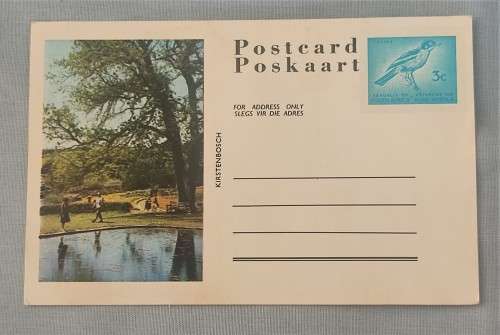 Postcard
Poskaart
3c
FOR ADDRESS ONLY
SLEGS VIR DIE ADRES
KIRSTENBOSCH